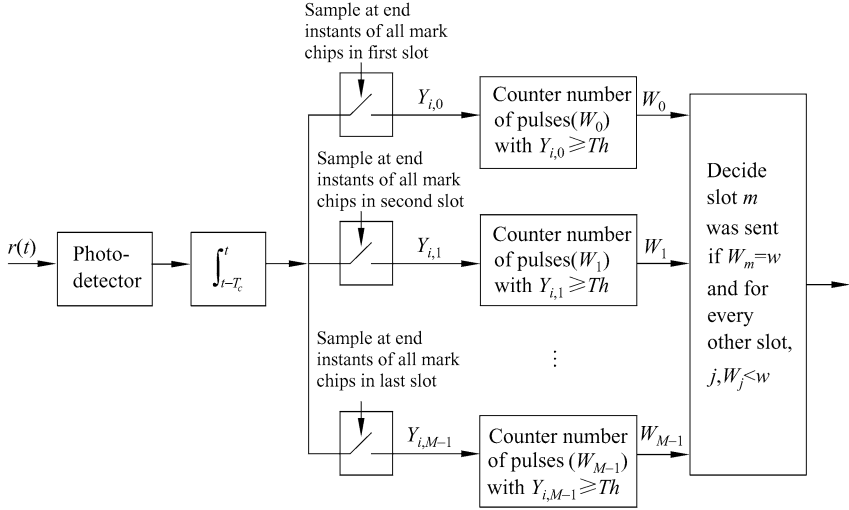 Sample at end
instants of all mark
chips in first slot
Y_{i,0}
Counter number
of pulses(W_0)
with Y_{i,0}⩾Th
W_0
Sample at end
instants of all mark
chips in second slot
r(t)
Photo-
detector
∫_{t−T_c}^{t}
Y_{i,1}
Counter number
of pulses(W_1)
with Y_{i,1}⩾Th
W_1
Decide
slot m
was sent
if W_m=w
and for
every
other slot,
j,W_j<w
⋮
Sample at end
instants of all mark
chips in last slot
Y_{i,M−1}
Counter number
of pulses (W_{M−1})
with Y_{i,M−1}⩾Th
W_{M−1}